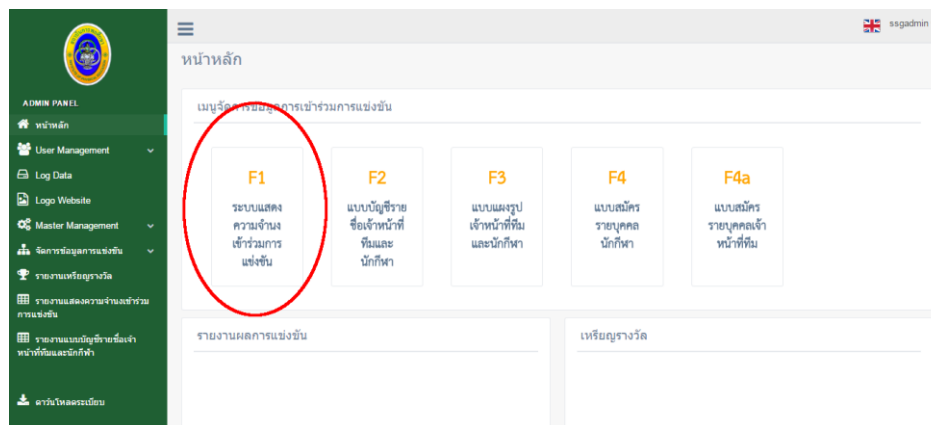 ssgadmin
หน้าหลัก
ADMIN PANEL
หน้าหลัก
User Management
Log Data
Logo Website
Master Management
จัดการข้อมูลการแข่งขัน
รายงานเหรียญรางวัล
รายงานแสดงความจำนงเข้าร่วม
การแข่งขัน
รายงานแบบบัญชีรายชื่อเจ้า
หน้าที่ทีมและนักกีฬา
ดาวน์โหลดระเบียบ
เมนูจัดการข้อมูลการเข้าร่วมการแข่งขัน
F1
ระบบแสดง
ความจำนง
เข้าร่วมการ
แข่งขัน
F2
แบบบัญชีราย
ชื่อเจ้าหน้าที่
ทีมและ
นักกีฬา
F3
แบบแผงรูป
เจ้าหน้าที่ทีม
และนักกีฬา
F4
แบบสมัคร
รายบุคคล
นักกีฬา
F4a
แบบสมัคร
รายบุคคลเจ้า
หน้าที่ทีม
รายงานผลการแข่งขัน
เหรียญรางวัล